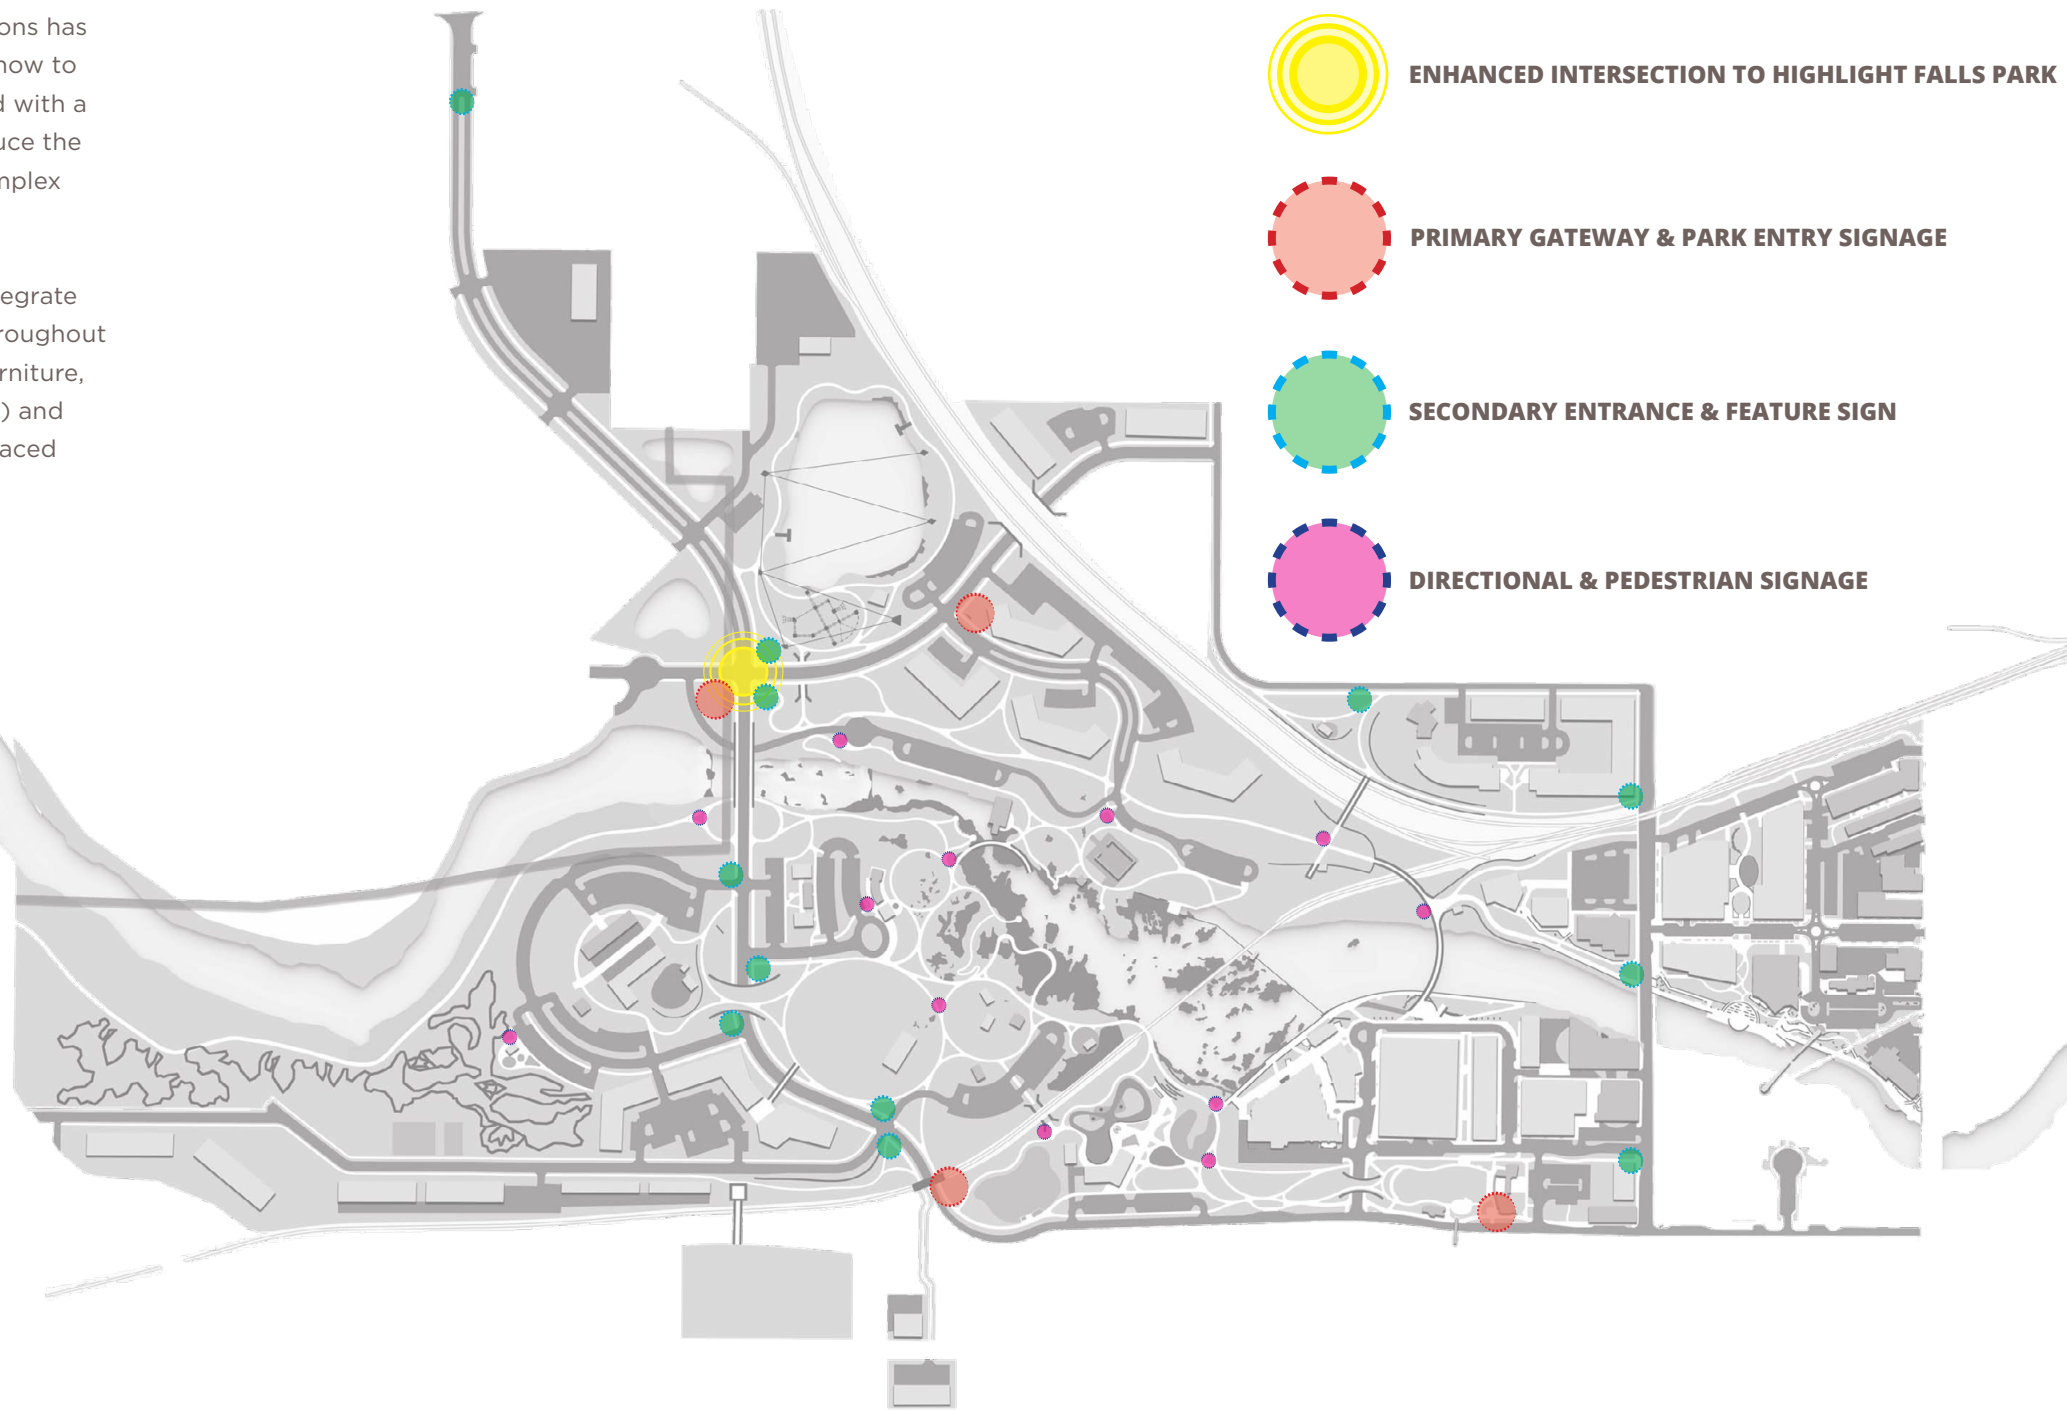 ons has
now to
d with a
uce the
mplex
egrate
roughout
rniture,
) and
aced
ENHANCED INTERSECTION TO HIGHLIGHT FALLS PARK
PRIMARY GATEWAY & PARK ENTRY SIGNAGE
SECONDARY ENTRANCE & FEATURE SIGN
DIRECTIONAL & PEDESTRIAN SIGNAGE